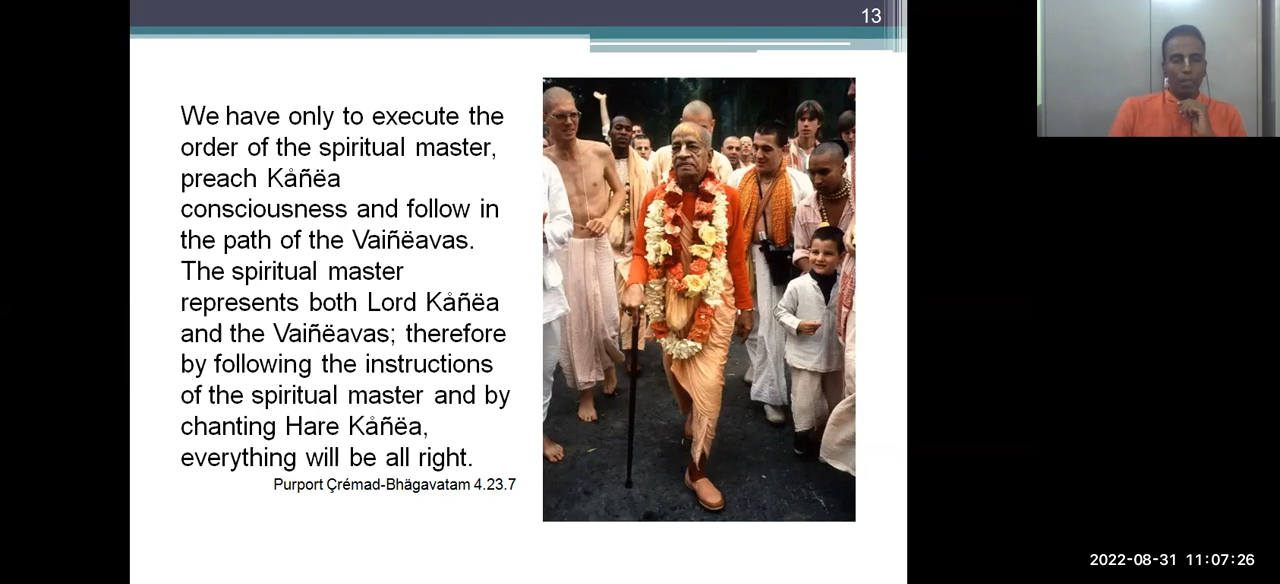 13
We have only to execute the
order of the spiritual master,
preach Kåñëa
consciousness and follow in
the path of the Vaiñëavas.
The spiritual master
represents both Lord Kåñëa
and the Vaiñëavas; therefore
by following the instructions
of the spiritual master and by
chanting Hare Kåñëa,
everything will be all right.
Purport Çrémad-Bhägavatam 4.23.7
2022-08-31 11:07:26